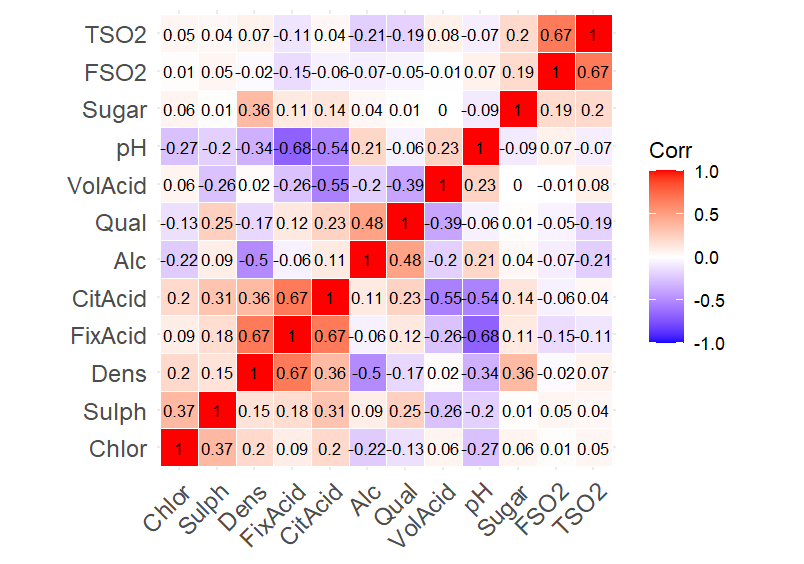 TSO2 0.05 0.04 0.07 -0.11 0.04 -0.21 -0.19 0.08 -0.07 0.2 0.67 1
FSO2 0.01 0.05 -0.02 -0.15 -0.06 -0.07 -0.05 -0.01 0.07 0.19 1 0.67
Sugar 0.06 0.01 0.36 0.11 0.14 0.04 0.01 0 -0.09 1 0.19 0.2
pH -0.27 -0.2 -0.34 -0.68 -0.54 0.21 -0.06 0.23 1 -0.09 0.07 -0.07
VolAcid 0.06 -0.26 0.02 -0.26 -0.55 -0.2 -0.39 1 0.23 0 -0.01 0.08
Qual -0.13 0.25 -0.17 0.12 0.23 0.48 1 -0.39 -0.06 0.01 -0.05 -0.19
Alc -0.22 0.09 -0.5 -0.06 0.11 1 0.48 -0.2 0.21 0.04 -0.07 -0.21
CitAcid 0.2 0.31 0.36 0.67 1 0.11 0.23 -0.55 -0.54 0.14 -0.06 0.04
FixAcid 0.09 0.18 0.67 1 0.67 -0.06 0.12 -0.26 -0.68 0.11 -0.15 -0.11
Dens 0.2 0.15 1 0.67 0.36 -0.5 -0.17 0.02 -0.34 0.36 -0.02 0.07
Sulph 0.37 1 0.15 0.18 0.31 0.09 0.25 -0.26 -0.2 0.01 0.05 0.04
Chlor 1 0.37 0.2 0.09 0.2 -0.22 -0.13 0.06 -0.27 0.06 0.01 0.05
Chlor Sulph Dens FixAcid CitAcid Alc Qual VolAcid pH Sugar FSO2 TSO2
Corr
1.0
0.5
0.0
-0.5
-1.0